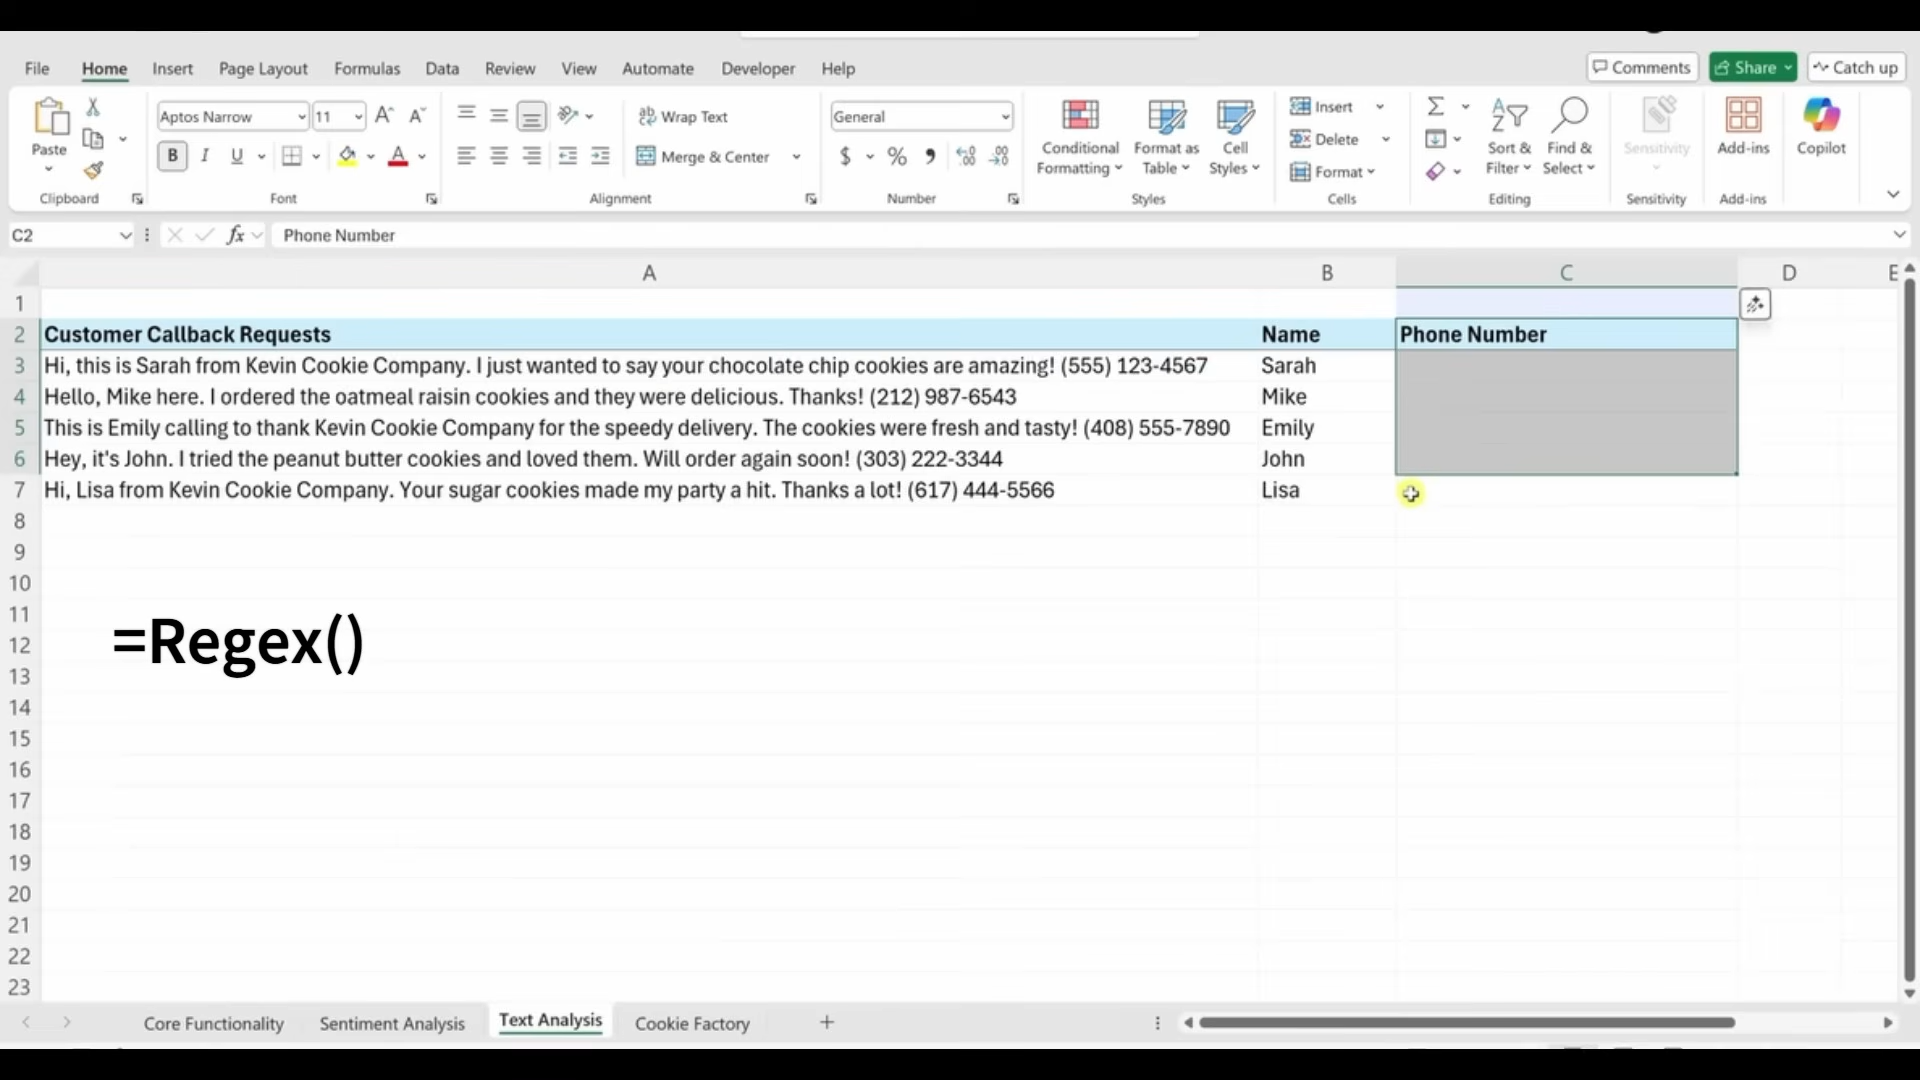 File Home Insert Page Layout Formulas Data Review View Automate Developer Help Comments Share Catch up
Paste
Clipboard
Aptos Narrow 11
B I U
Font
Wrap Text
Merge & Center
Alignment
General
$ % 9
Number
Conditional Formatting
Format as Table
Cell Styles
Styles
Insert
Delete
Format
Cells
Sort & Filter
Find & Select
Editing
Sensitivity
Sensitivity
Add-ins
Add-ins
Copilot
C2 fx Phone Number
A B C D E
1
2 Customer Callback Requests Name Phone Number
3 Hi, this is Sarah from Kevin Cookie Company. I just wanted to say your chocolate chip cookies are amazing! (555) 123-4567 Sarah
4 Hello, Mike here. I ordered the oatmeal raisin cookies and they were delicious. Thanks! (212) 987-6543 Mike
5 This is Emily calling to thank Kevin Cookie Company for the speedy delivery. The cookies were fresh and tasty! (408) 555-7890 Emily
6 Hey, it's John. I tried the peanut butter cookies and loved them. Will order again soon! (303) 222-3344 John
7 Hi, Lisa from Kevin Cookie Company. Your sugar cookies made my party a hit. Thanks a lot! (617) 444-5566 Lisa
8
9
10
11
=Regex()
12
13
14
15
16
17
18
19
20
21
22
23
Core Functionality Sentiment Analysis Text Analysis Cookie Factory +